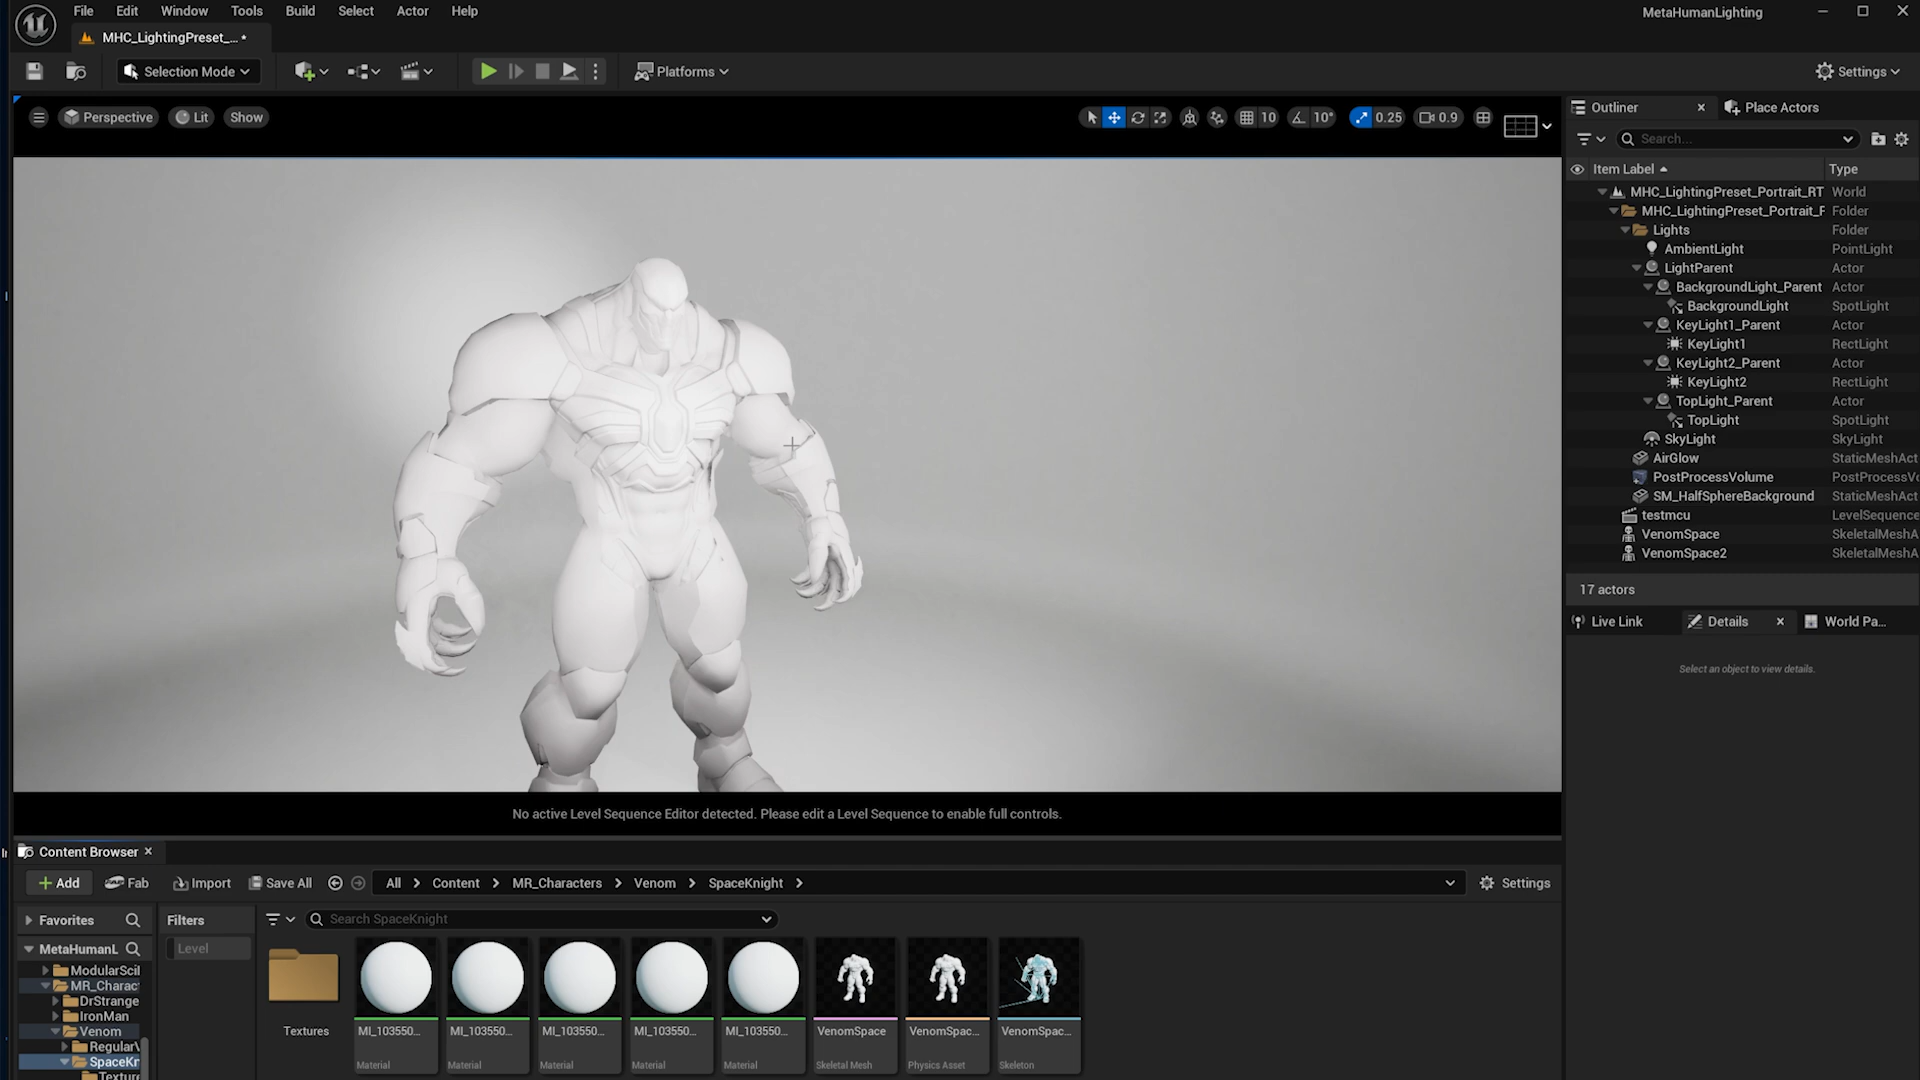 File Edit Window Tools Build Select Actor Help
MetaHumanLighting
MHC_LightingPreset_... •
Selection Mode
Platforms
Settings
Perspective Lit Show
10 10° 0.25 0.9
Outliner
Place Actors
Search...
Item Label Type
MHC_LightingPreset_Portrait_RT World
MHC_LightingPreset_Portrait_F Folder
Lights Folder
AmbientLight PointLight
LightParent Actor
BackgroundLight_Parent Actor
BackgroundLight SpotLight
KeyLight1_Parent Actor
KeyLight1 RectLight
KeyLight2_Parent Actor
KeyLight2 RectLight
TopLight_Parent Actor
TopLight SpotLight
SkyLight SkyLight
AirGlow StaticMeshAct
PostProcessVolume PostProcessVo
SM_HalfSphereBackground StaticMeshAct
testmcu LevelSequence
VenomSpace SkeletalMeshA
VenomSpace2 SkeletalMeshA
17 actors
Live Link Details World Pa...
Select an object to view details.
No active Level Sequence Editor detected. Please edit a Level Sequence to enable full controls.
Content Browser
Add Fab Import Save All
All Content MR_Characters Venom SpaceKnight
Settings
Favorites
Filters
Search SpaceKnight
MetaHumanL
Level
ModularScil
MR_Charac
DrStrange
IronMan
Venom
RegularV
SpaceKn
Texture
Textures
MI_103550...
Material
MI_103550...
Material
MI_103550...
Material
MI_103550...
Material
MI_103550...
Material
VenomSpace
Skeletal Mesh
VenomSpac...
Physics Asset
VenomSpac...
Skeleton